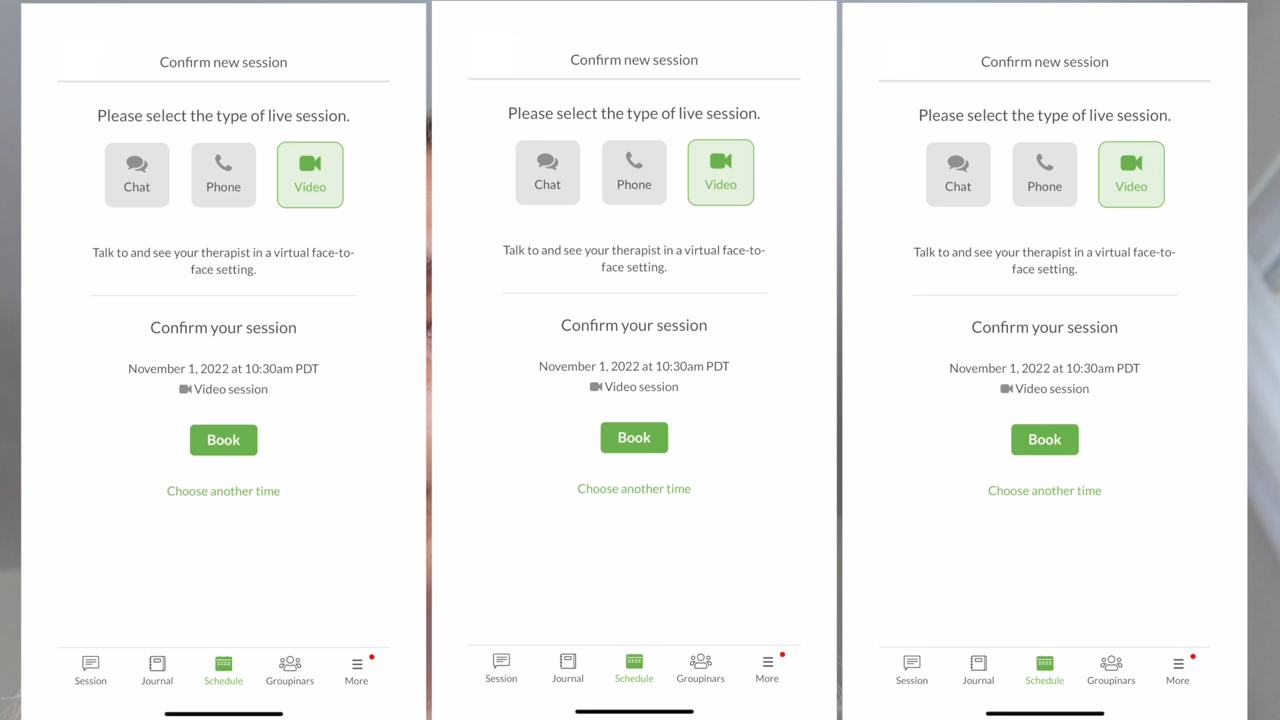 Confirm new session
Please select the type of live session.
Chat Phone Video
Talk to and see your therapist in a virtual face-to-
face setting.
Confirm your session
November 1, 2022 at 10:30am PDT
Video session
Book
Choose another time
Session Journal Schedule Groupinars More
Confirm new session
Please select the type of live session.
Chat Phone Video
Talk to and see your therapist in a virtual face-to-
face setting.
Confirm your session
November 1, 2022 at 10:30am PDT
Video session
Book
Choose another time
Session Journal Schedule Groupinars More
Confirm new session
Please select the type of live session.
Chat Phone Video
Talk to and see your therapist in a virtual face-to-
face setting.
Confirm your session
November 1, 2022 at 10:30am PDT
Video session
Book
Choose another time
Session Journal Schedule Groupinars More